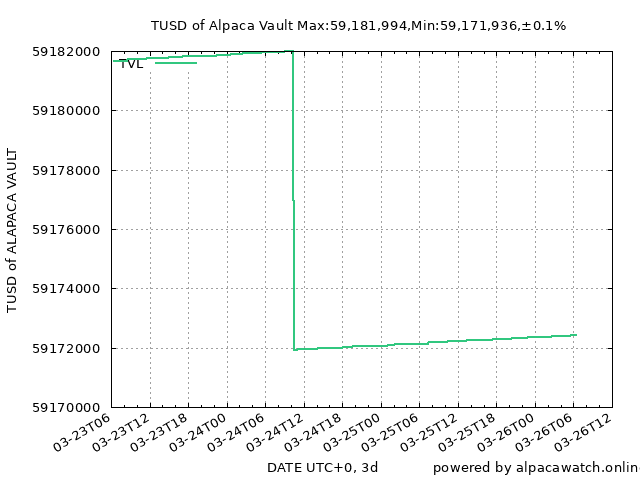 TUSD of Alpaca Vault Max:59,181,994,Min:59,171,936,±0.1%
TUSD of ALAPACA VAULT
TVL
59182000
59180000
59178000
59176000
59174000
59172000
59170000
03-23T06
03-23T12
03-23T18
03-24T00
03-24T06
03-24T12
03-24T18
03-25T00
03-25T06
03-25T12
03-25T18
03-26T00
03-26T06
03-26T12
DATE UTC+0, 3d
powered by alpacawatch.onlin